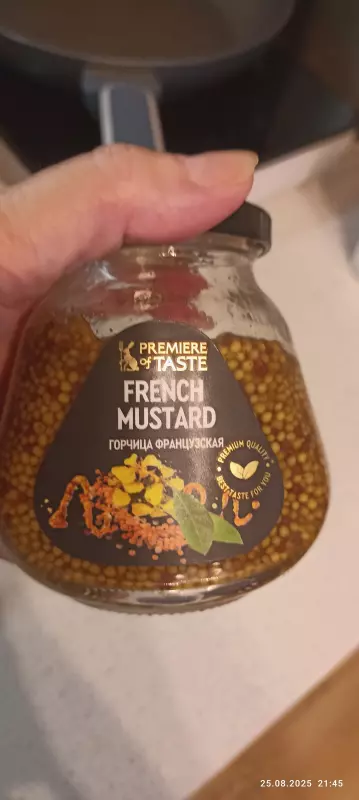 PREMIERE
of TASTE
FRENCH
MUSTARD
ГОРЧИЦА ФРАНЦУЗСКАЯ
PREMIUM QUALITY
BEST TASTE FOR YOU
25.08.2025 21:45